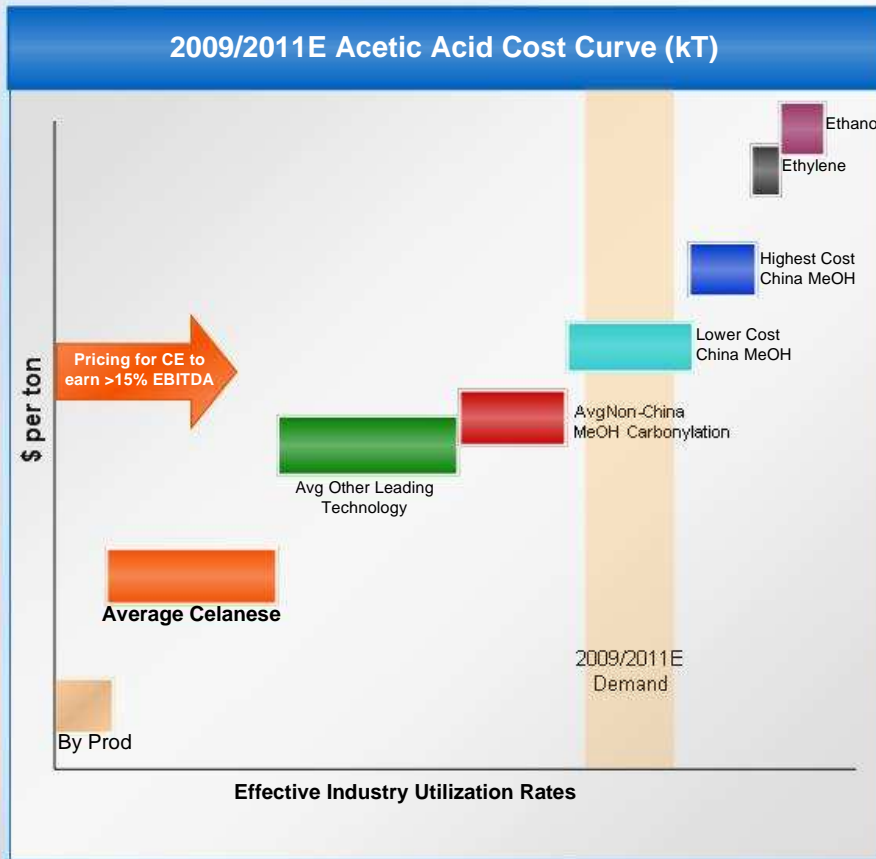 2009/2011E Acetic Acid Cost Curve (kT)
Ethano
Ethylene
Highest Cost
China MeOH
Lower Cost
China MeOH
Pricing for CE to
earn >15% EBITDA
$ per ton
AvgNon-China
MeOH Carbonylation
Avg Other Leading
Technology
Average Celanese
2009/2011E
Demand
By Prod
Effective Industry Utilization Rates